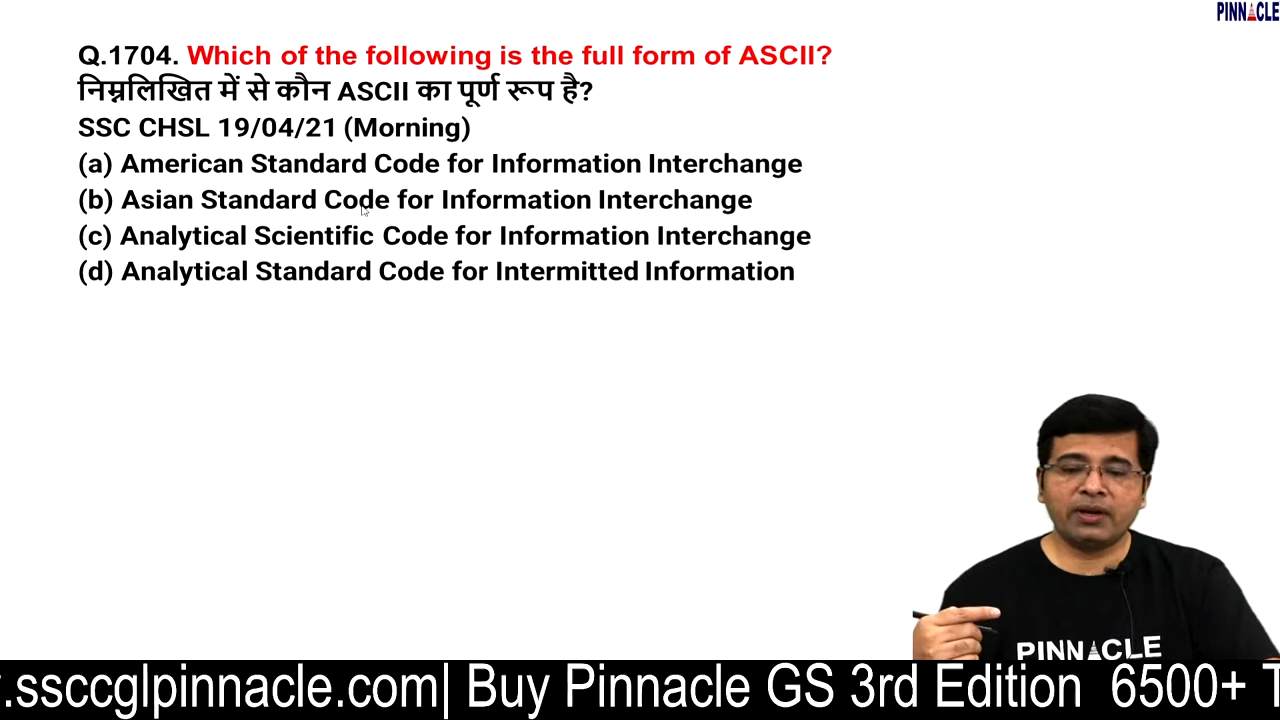 PINNACLE
Q.1704. Which of the following is the full form of ASCII?
निम्नलिखित में से कौन ASCII का पूर्ण रूप है?
SSC CHSL 19/04/21 (Morning)
(a) American Standard Code for Information Interchange
(b) Asian Standard Code for Information Interchange
(c) Analytical Scientific Code for Information Interchange
(d) Analytical Standard Code for Intermitted Information
PINNACLE
.ssccglpinnacle.com| Buy Pinnacle GS 3rd Edition 6500+ T